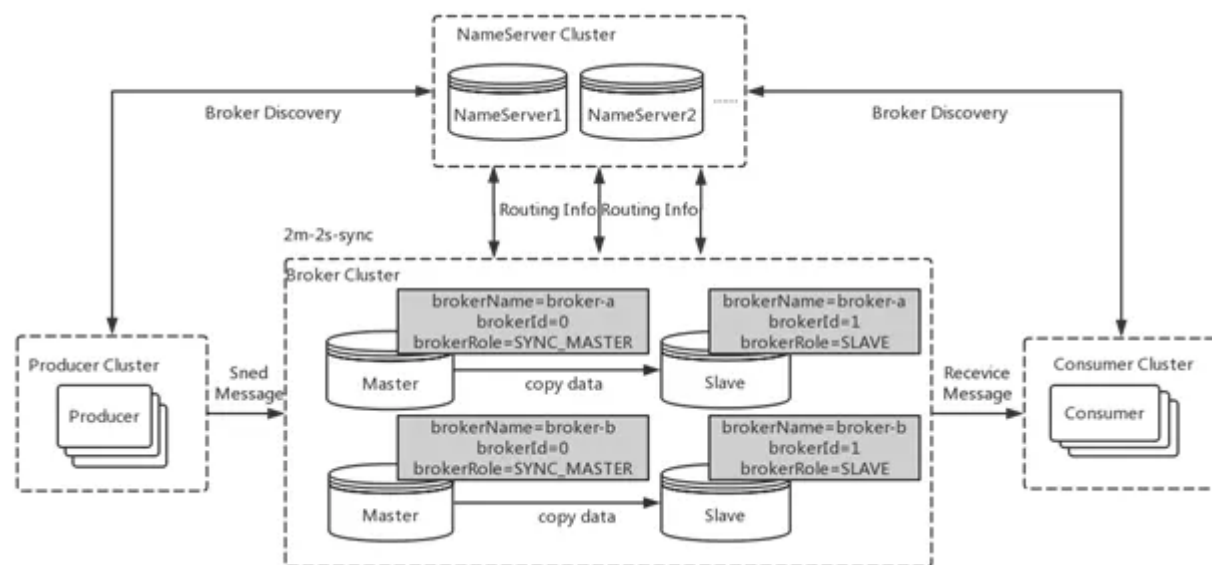 NameServer Cluster
NameServer1
NameServer2
......
Broker Discovery
Broker Discovery
Routing Info
Routing Info
2m-2s-sync
Broker Cluster
brokerName=broker-a
brokerId=0
brokerRole=SYNC_MASTER
brokerName=broker-a
brokerId=1
brokerRole=SLAVE
Master
copy data
Slave
Producer Cluster
Producer
Sned
Message
Recevice
Message
Consumer Cluster
Consumer
brokerName=broker-b
brokerId=0
brokerRole=SYNC_MASTER
brokerName=broker-b
brokerId=1
brokerRole=SLAVE
Master
copy data
Slave